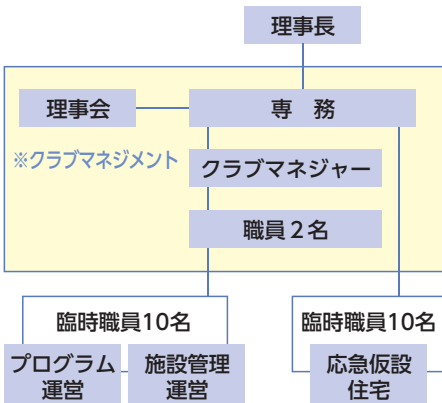 理事長
理事会
専　務
※クラブマネジメント
クラブマネジャー
職員２名
臨時職員10名
臨時職員10名
プログラム
運営
施設管理
運営
応急仮設
住宅